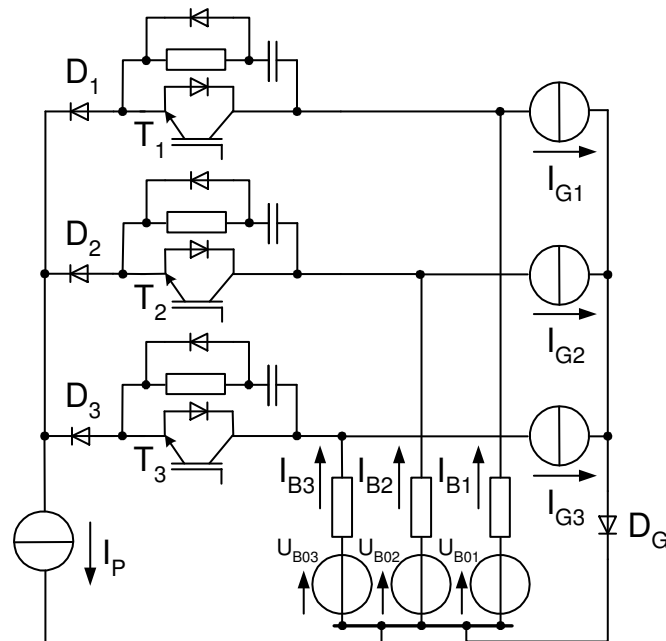 D1
T1
IG1
D2
T2
IG2
D3
T3
IB3
IB2
IB1
IG3
DG
IP
UB03
UB02
UB01